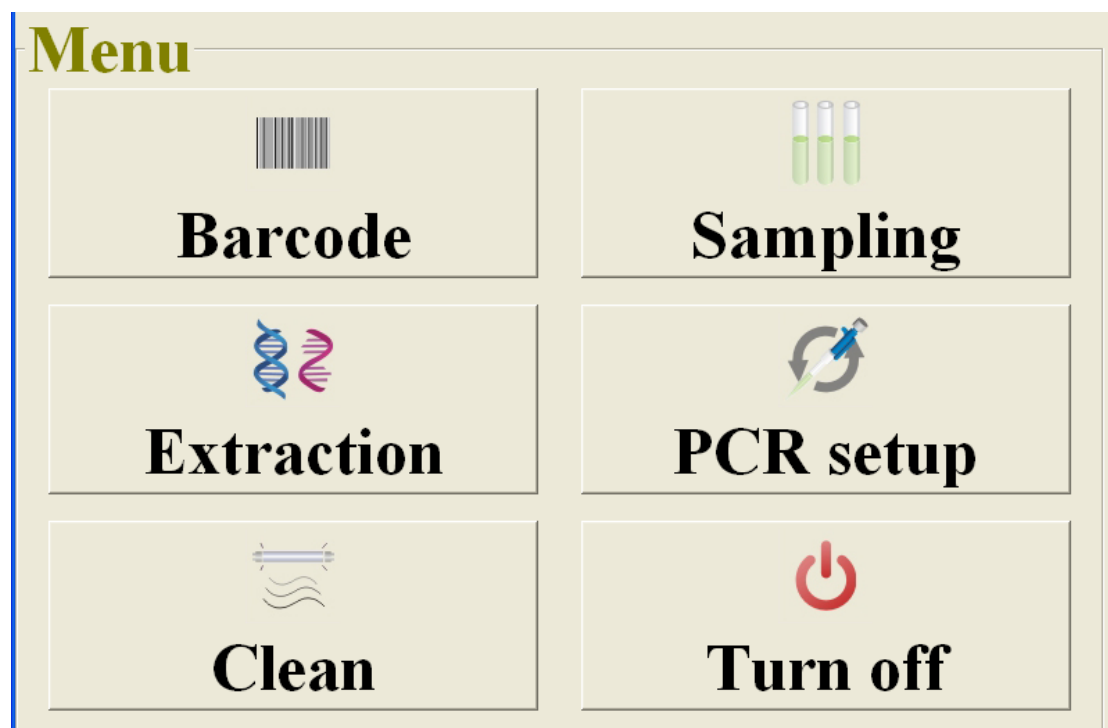 Menu
Barcode
Sampling
Extraction
PCR setup
Clean
Turn off